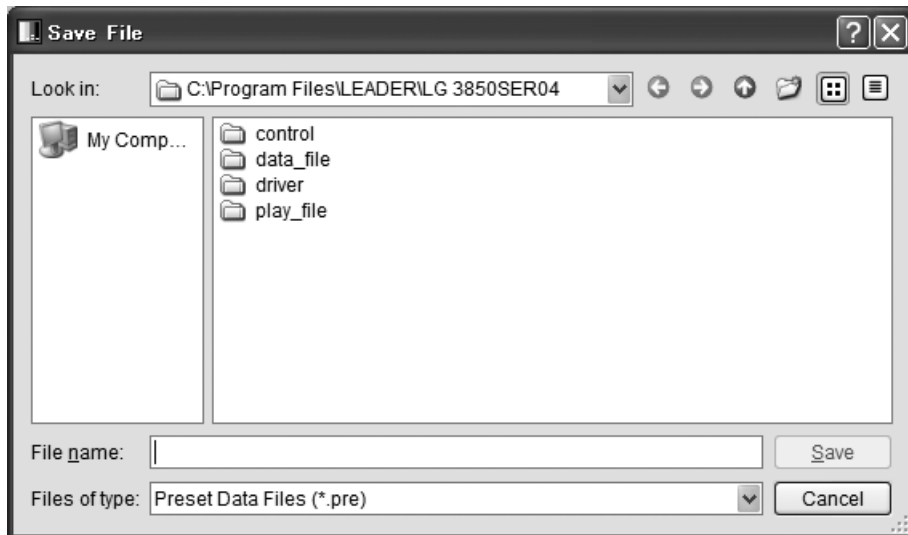 Save File
Look in: C:\Program Files\LEADER\LG 3850SER04
My Comp...
control
data_file
driver
play_file
File name: Save
Files of type: Preset Data Files (*.pre) Cancel